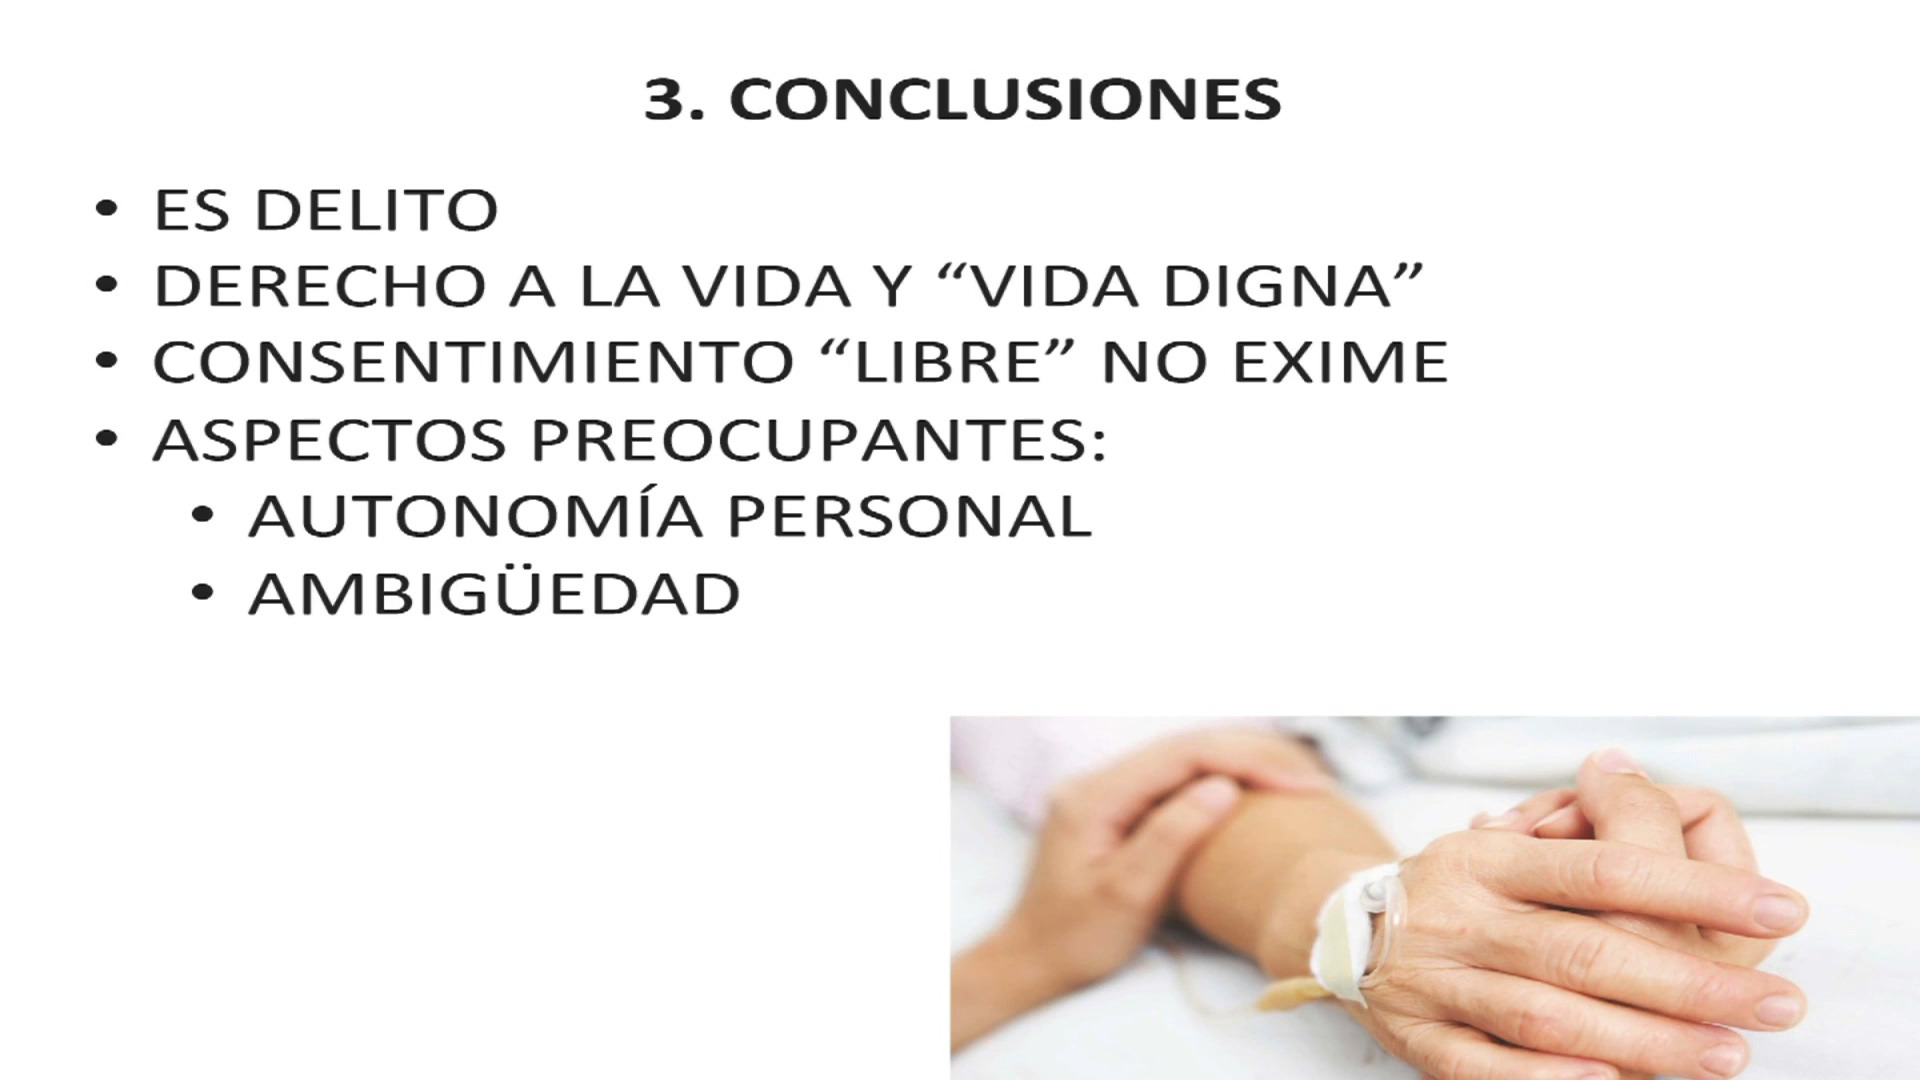 3. CONCLUSIONES
• ES DELITO
• DERECHO A LA VIDA Y “VIDA DIGNA”
• CONSENTIMIENTO “LIBRE” NO EXIME
• ASPECTOS PREOCUPANTES:
• AUTONOMÍA PERSONAL
• AMBIGÜEDAD